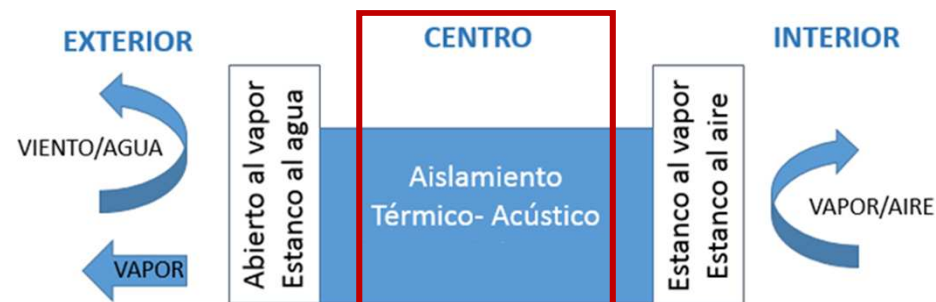 EXTERIOR
CENTRO
INTERIOR
VIENTO/AGUA
VAPOR
Abierto al vapor
Estanco al agua
Aislamiento
Térmico- Acústico
Estanco al vapor
Estanco al aire
VAPOR/AIRE